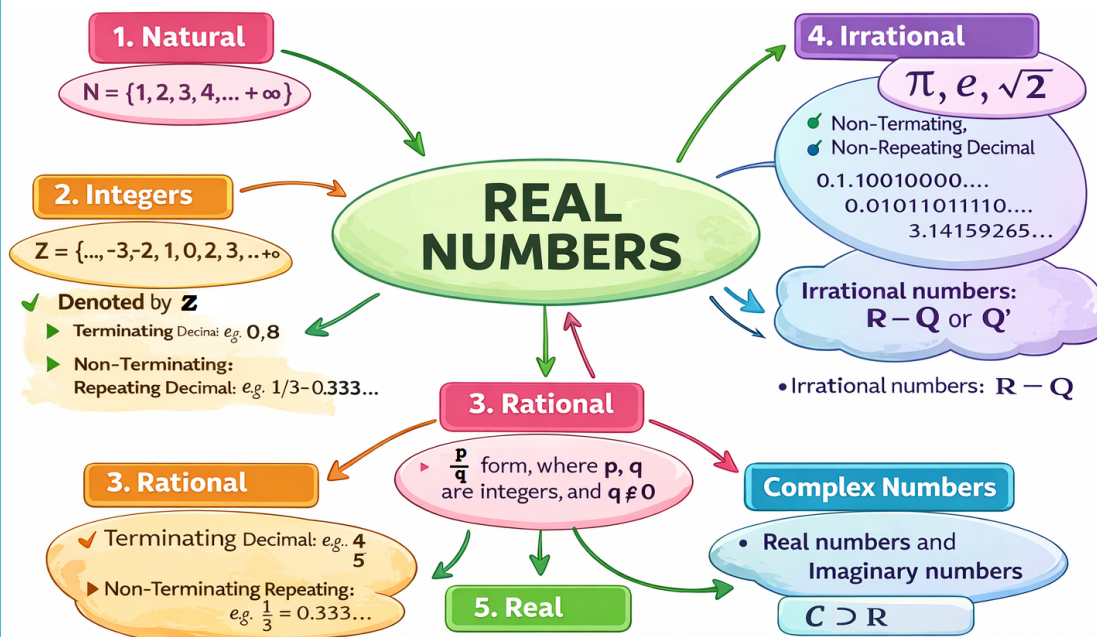 1. Natural
N = {1, 2, 3, 4,... + ∞}
2. Integers
Z = {..., -3,-2, 1, 0, 2, 3, ..+o
Denoted by Z
Terminating Decinal: e.g. 0,8
Non-Terminating:
Repeating Decimal: e.g. 1/3-0.333...
REAL
NUMBERS
4. Irrational
π, e, √2
Non-Termating,
Non-Repeating Decimal
0.1.10010000....
0.01011011110....
3.14159265...
Irrational numbers:
R – Q or Q'
• Irrational numbers: R – Q
3. Rational
p/q form, where p, q
are integers, and q ≠ 0
3. Rational
Terminating Decimal: e.g.. 4
5
Non-Terminating Repeating:
e.g. 1/3 = 0.333...
5. Real
Complex Numbers
• Real numbers and
Imaginary numbers
C ⊃ R